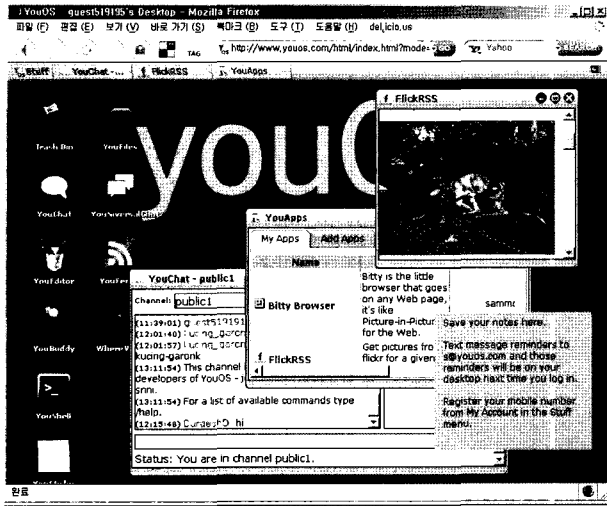 YouOS guest519195's Desktop - Mozilla Firefox
파일 (F) 편집 (E) 보기 (V) 바로 가기 (S) 북마크 (B) 도구 (T) 도움말 (H) del.icio.us
TAG http://www.youos.com/html/index.html?mode= GO Yahoo
Stuff YouChat - ... FlickRSS YouApps
youO
FlickRSS
Trash Bin YouFiles
YouChat
YouEditor
YouBuddy
YouShell
YouApps
My Apps Add Apps
Name
Bitty Browser
Bitty is the little
browser that goes
on any Web page,
it's like
Picture-in-Pictur
for the Web.
FlickRSS
Get pictures fro
flickr for a given
YouChat - public1
Channel: public1
(11:39:01)
(12:01:40)
(12:01:57)
kucing-garonk
(13:11:54) This channel
developers of YouOS -
(13:11:54) For a list of available commands type
/help.
(12:15:48) hi
Status: You are in channel public1.
Save your notes here.
Text message reminders to
s@youos.com and those
reminders will be on your
desktop next time you log in.
Register your mobile number
from My Account in the Stuff
menu.
완료